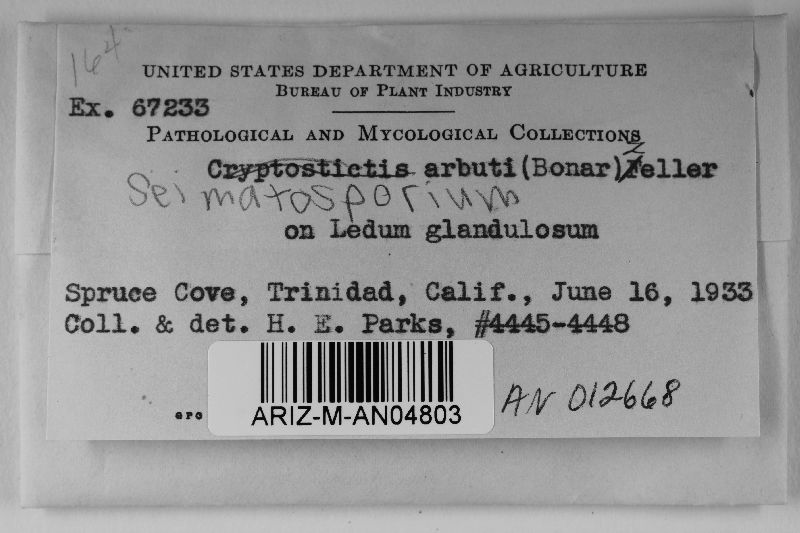 164
UNITED STATES DEPARTMENT OF AGRICULTURE
BUREAU OF PLANT INDUSTRY
Ex. 67233
PATHOLOGICAL AND MYCOLOGICAL COLLECTIONS
Cryptostictis arbuti (Bonar) Zeller
Seimatosporium
on Ledum glandulosum
Spruce Cove, Trinidad, Calif., June 16, 1933
Coll. & det. H. E. Parks, #4445-4448
GPO
ARIZ-M-AN04803
AN 012668